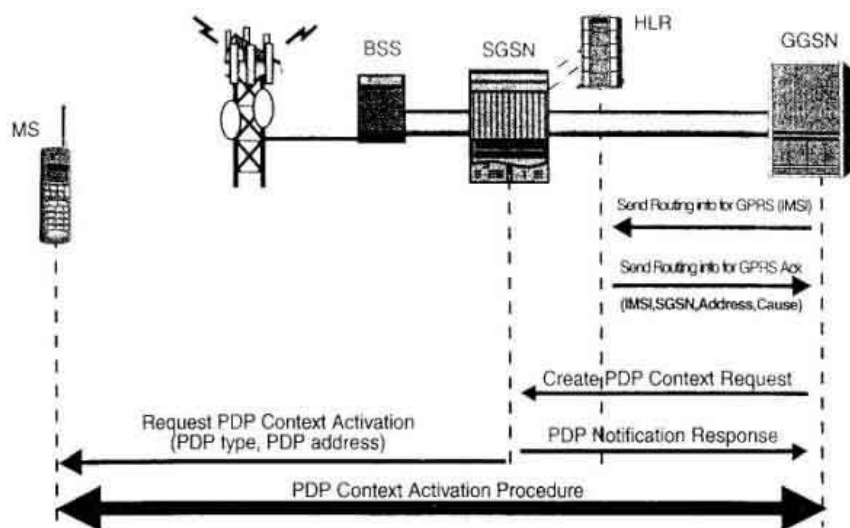 HLR
BSS
SGSN
GGSN
MS
Send Routing info for GPRS (IMSI)
Send Routing info for GPRS Ack
(IMSI,SGSN,Address,Cause)
Create PDP Context Request
Request PDP Context Activation
(PDP type, PDP address)
PDP Notification Response
PDP Context Activation Procedure